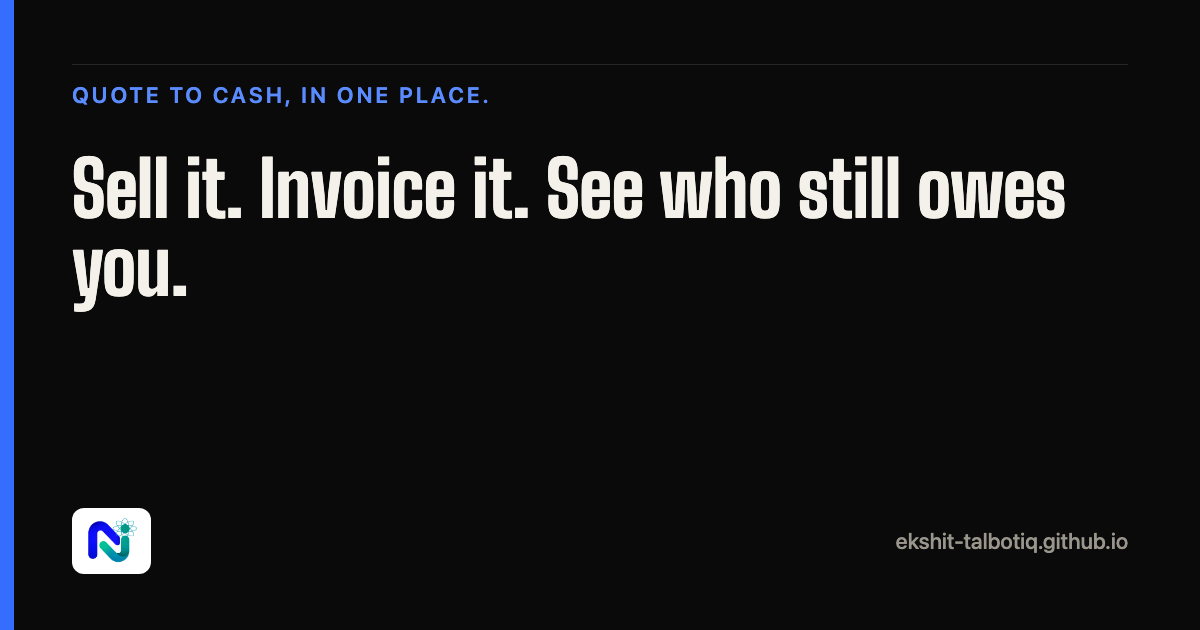 QUOTE TO CASH, IN ONE PLACE.
Sell it. Invoice it. See who still owes
you.
ekshit-talbotiq.github.io